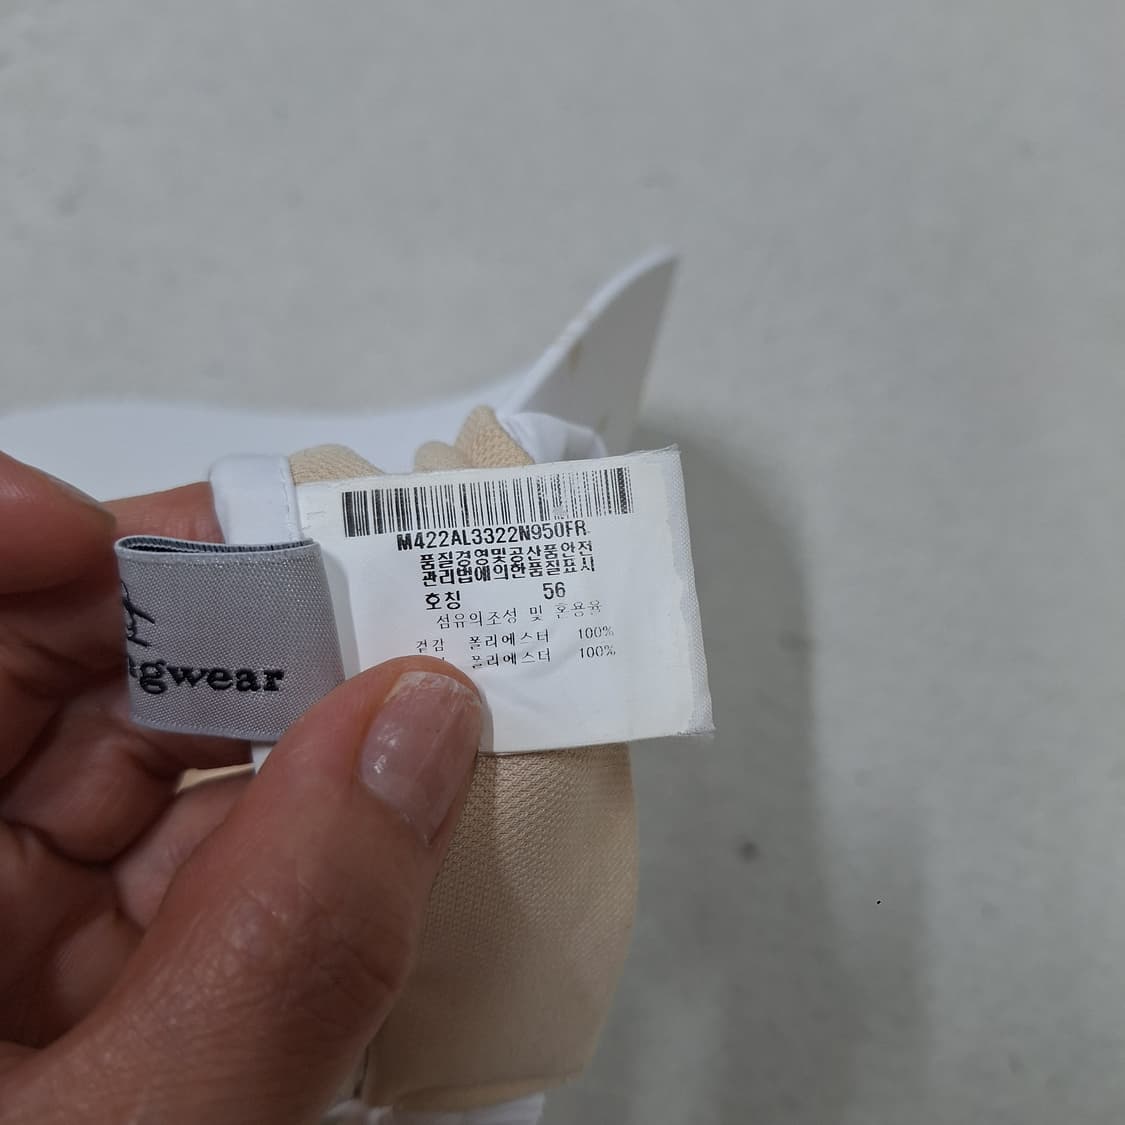 M422AL3322N950FR
품질경영및공산품안전
관리법에의한품질표시
호칭 56
섬유의조성 및 혼용율
겉감 폴리에스터 100%
폴리에스터 100%
ngwear